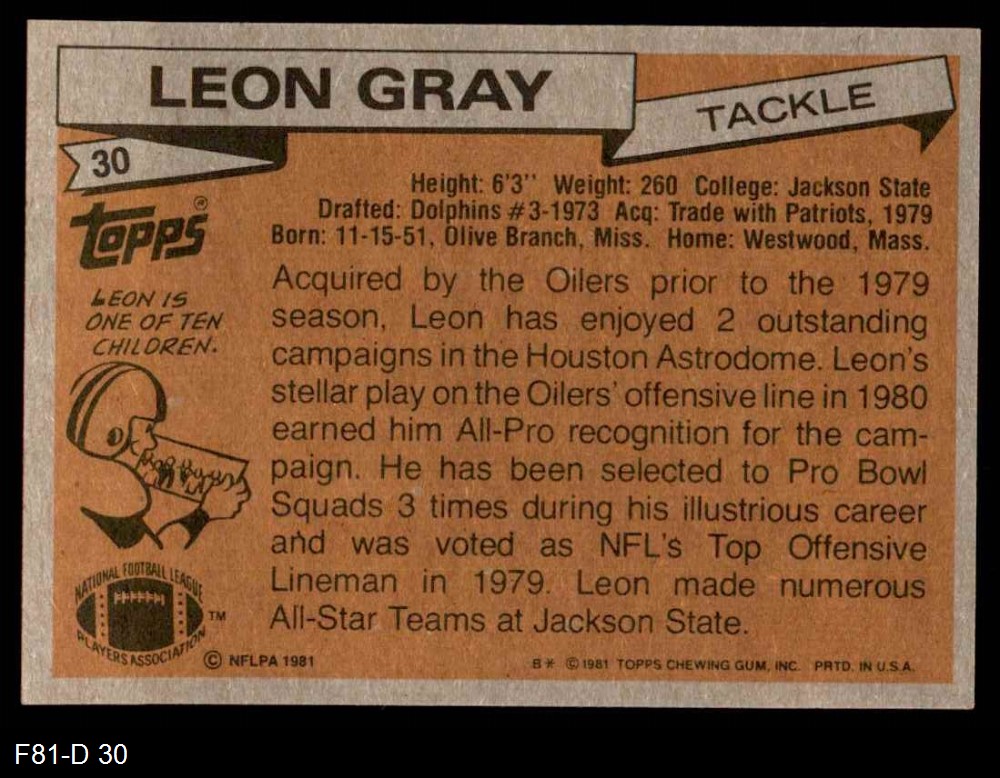 LEON GRAY
TACKLE
30
Topps®
Height: 6'3" Weight: 260 College: Jackson State
Drafted: Dolphins #3-1973 Acq: Trade with Patriots, 1979
Born: 11-15-51, Olive Branch, Miss. Home: Westwood, Mass.
LEON IS
ONE OF TEN
CHILDREN.
Acquired by the Oilers prior to the 1979
season, Leon has enjoyed 2 outstanding
campaigns in the Houston Astrodome. Leon's
stellar play on the Oilers' offensive line in 1980
earned him All-Pro recognition for the cam-
paign. He has been selected to Pro Bowl
Squads 3 times during his illustrious career
and was voted as NFL's Top Offensive
Lineman in 1979. Leon made numerous
All-Star Teams at Jackson State.
NATIONAL FOOTBALL LEAGUE
PLAYERS ASSOCIATION
TM
© NFLPA 1981
B* © 1981 TOPPS CHEWING GUM, INC. PRTD. IN U.S.A.
F81-D 30